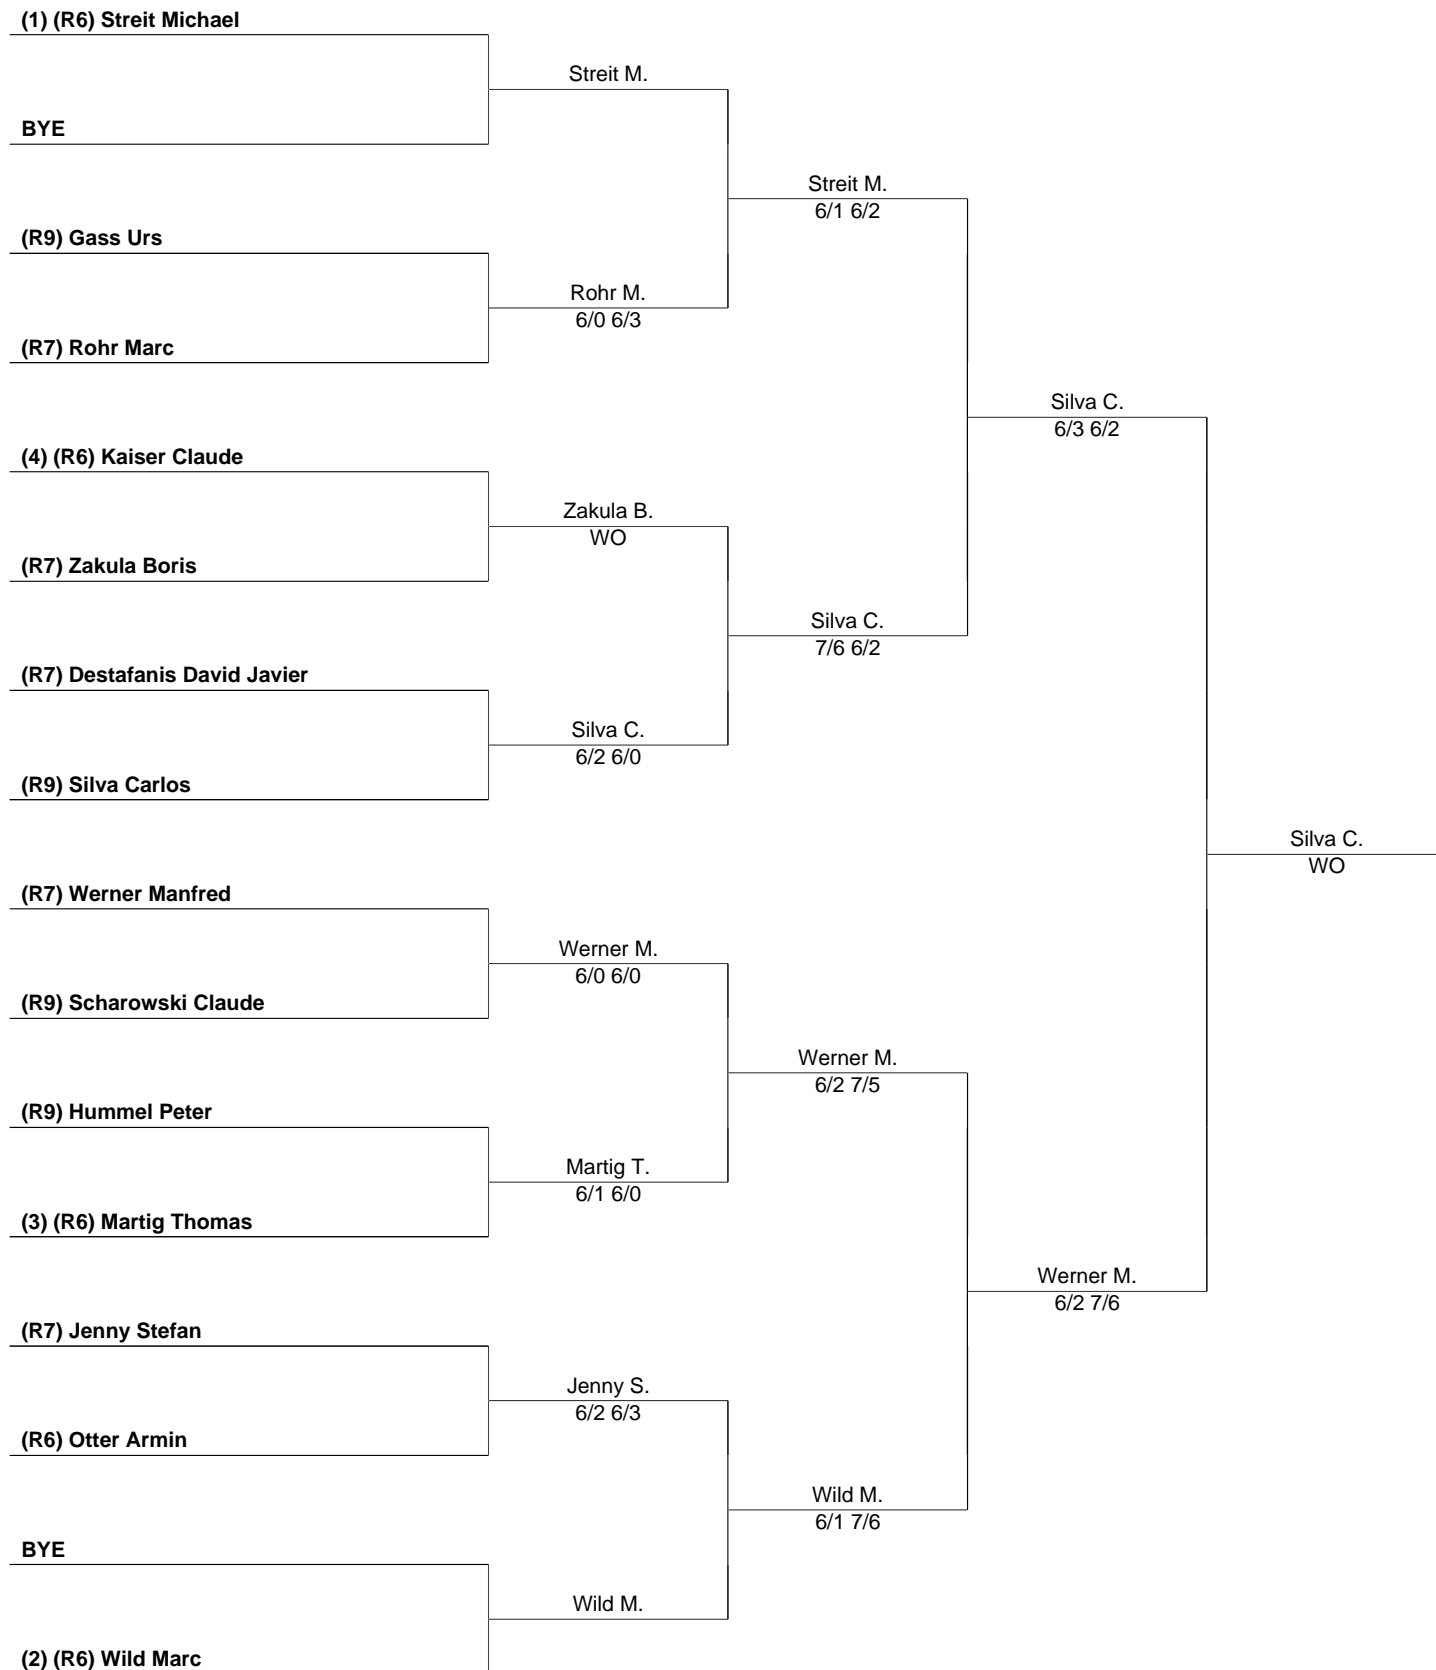 (1) (R6) Streit Michael
Streit M.
BYE
Streit M.
6/1 6/2
(R9) Gass Urs
Rohr M.
6/0 6/3
(R7) Rohr Marc
Silva C.
6/3 6/2
(4) (R6) Kaiser Claude
Zakula B.
WO
(R7) Zakula Boris
Silva C.
7/6 6/2
(R7) Destafanis David Javier
Silva C.
6/2 6/0
(R9) Silva Carlos
Silva C.
WO
(R7) Werner Manfred
Werner M.
6/0 6/0
(R9) Scharowski Claude
Werner M.
6/2 7/5
(R9) Hummel Peter
Martig T.
6/1 6/0
(3) (R6) Martig Thomas
Werner M.
6/2 7/6
(R7) Jenny Stefan
Jenny S.
6/2 6/3
(R6) Otter Armin
Wild M.
6/1 7/6
BYE
Wild M.
(2) (R6) Wild Marc